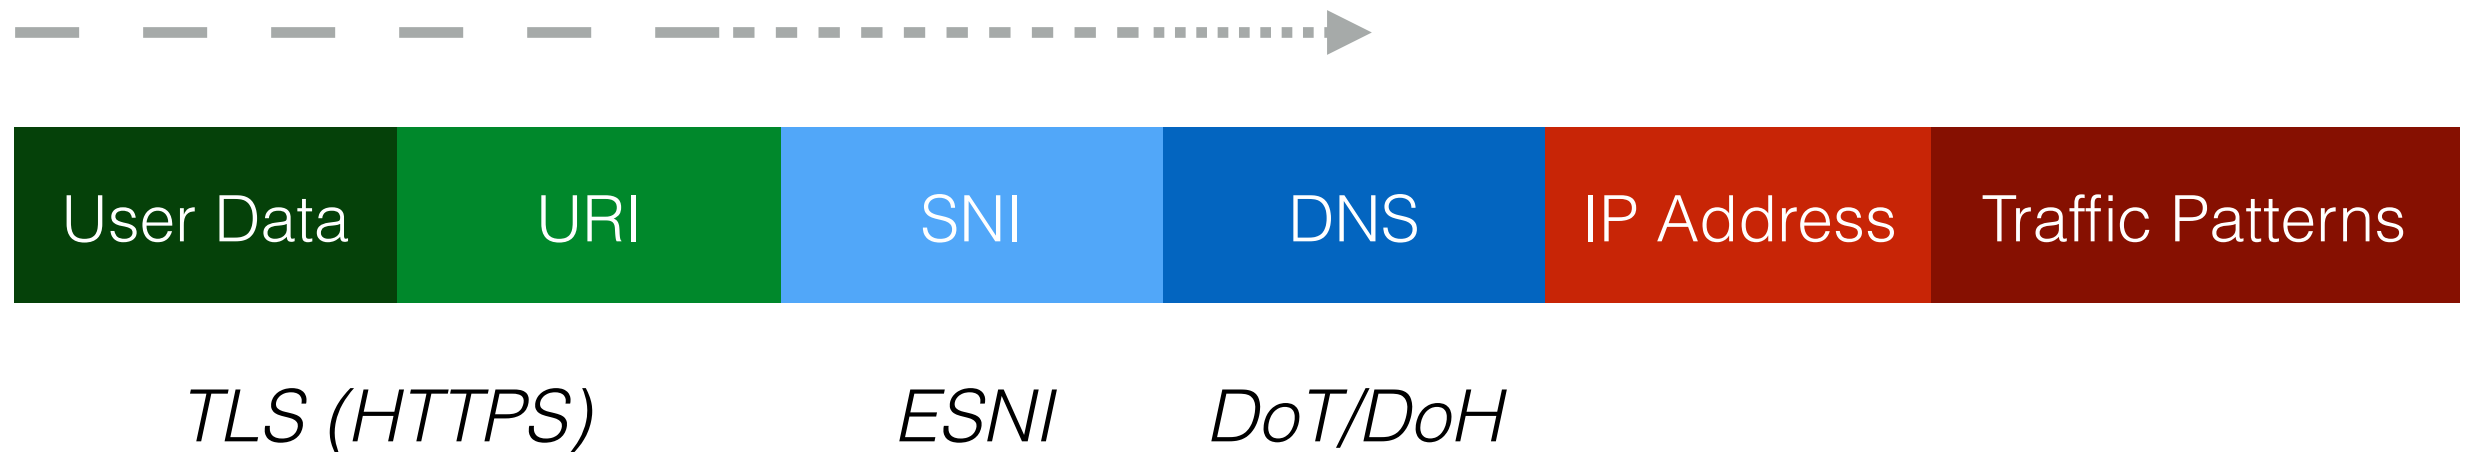 User Data URI SNI DNS IP Address Traffic Patterns
TLS (HTTPS) ESNI DoT/DoH